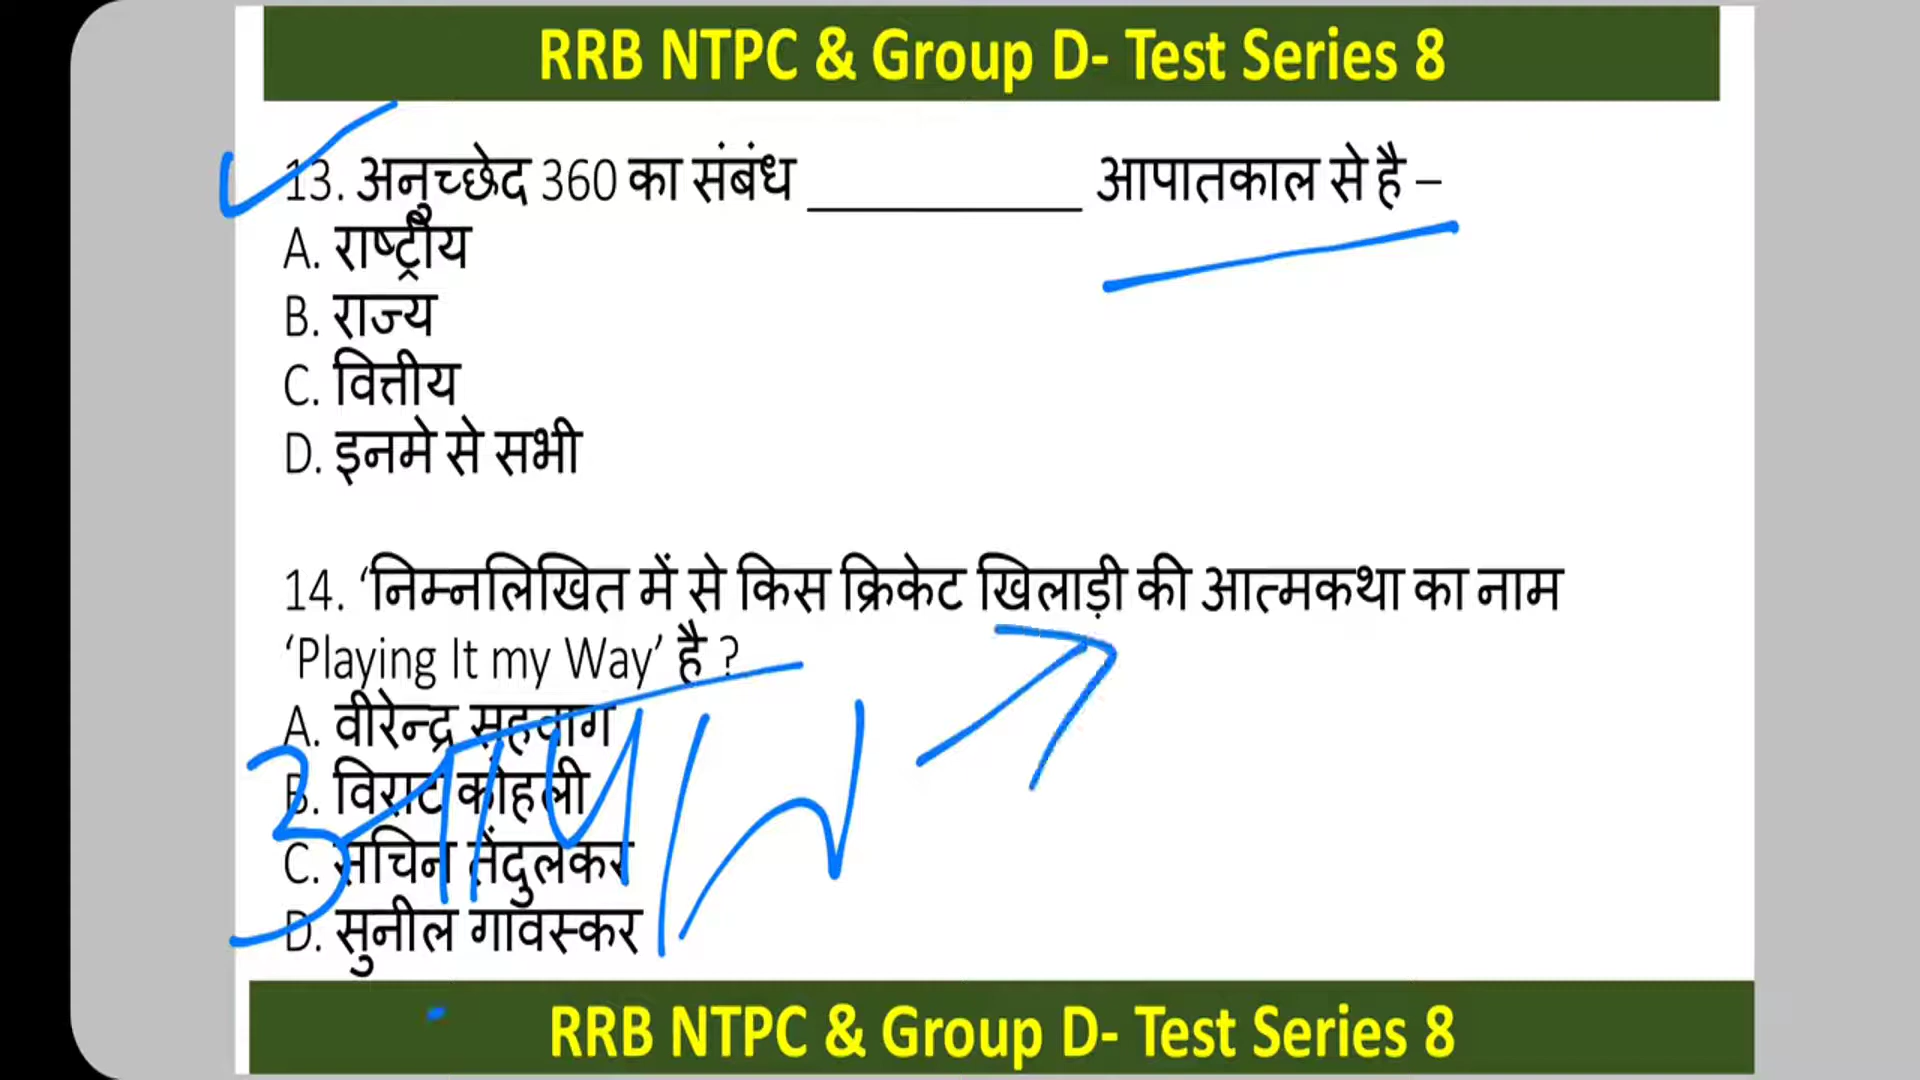 RRB NTPC & Group D- Test Series 8
13. अनुच्छेद 360 का संबंध __________ आपातकाल से है –
A. राष्ट्रीय
B. राज्य
C. वित्तीय
D. इनमे से सभी
14. ‘निम्नलिखित में से किस क्रिकेट खिलाड़ी की आत्मकथा का नाम
‘Playing It my Way’ है ?
A. वीरेन्द्र सहवाग
B. विराट कोहली
C. सचिन तेंदुलकर
D. सुनील गावस्कर
RRB NTPC & Group D- Test Series 8